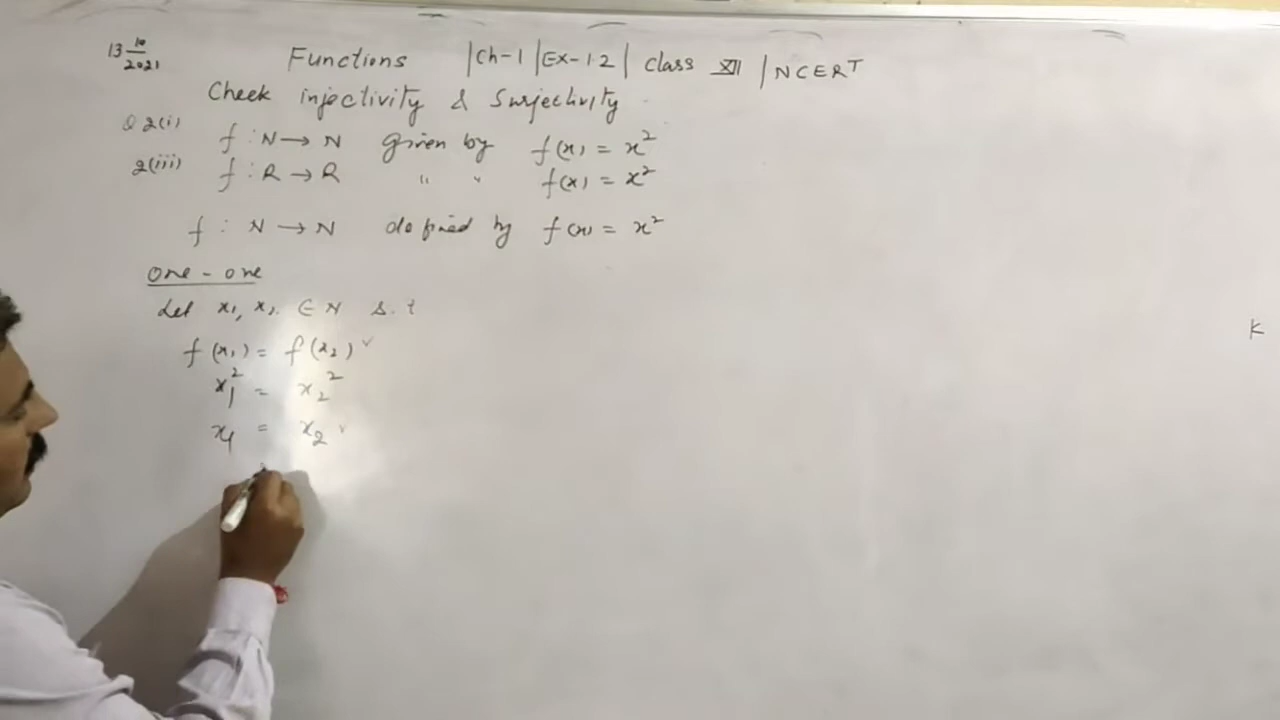 13 10/2021 Functions |Ch-1 |Ex-1.2| Class XII |NCERT
Check injectivity & Surjectivity
Q 2(i) f : N → N given by f(x) = x²
2(iii) f : R → R " " f(x) = x²
f : N → N defined by f(x) = x²
One - one
Let x₁, x₂ ∈ N s.t
f(x₁) = f(x₂) ✓
x₁² = x₂²
x₁ = x₂ ✓
K